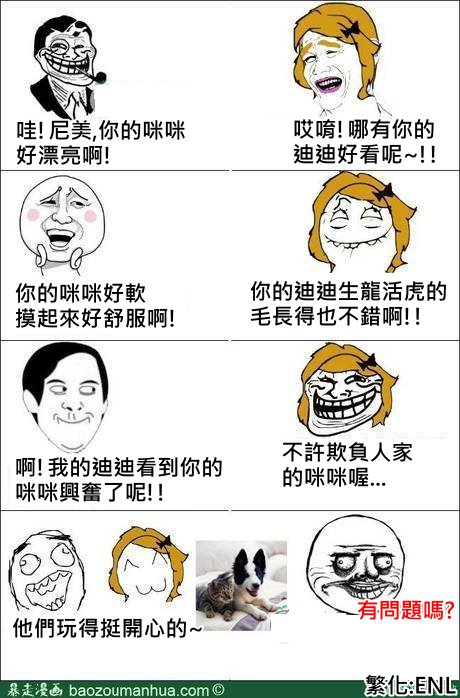 哇! 尼美,你的咪咪
好漂亮啊!
哎唷! 哪有你的
迪迪好看呢~!!
你的咪咪好軟
摸起來好舒服啊!
你的迪迪生龍活虎的
毛長得也不錯啊!!
啊! 我的迪迪看到你的
咪咪興奮了呢!!
不許欺負人家
的咪咪喔...
他們玩得挺開心的~
有問題嗎?
暴走漫画 baozoumanhua.com ©
繁化:ENL